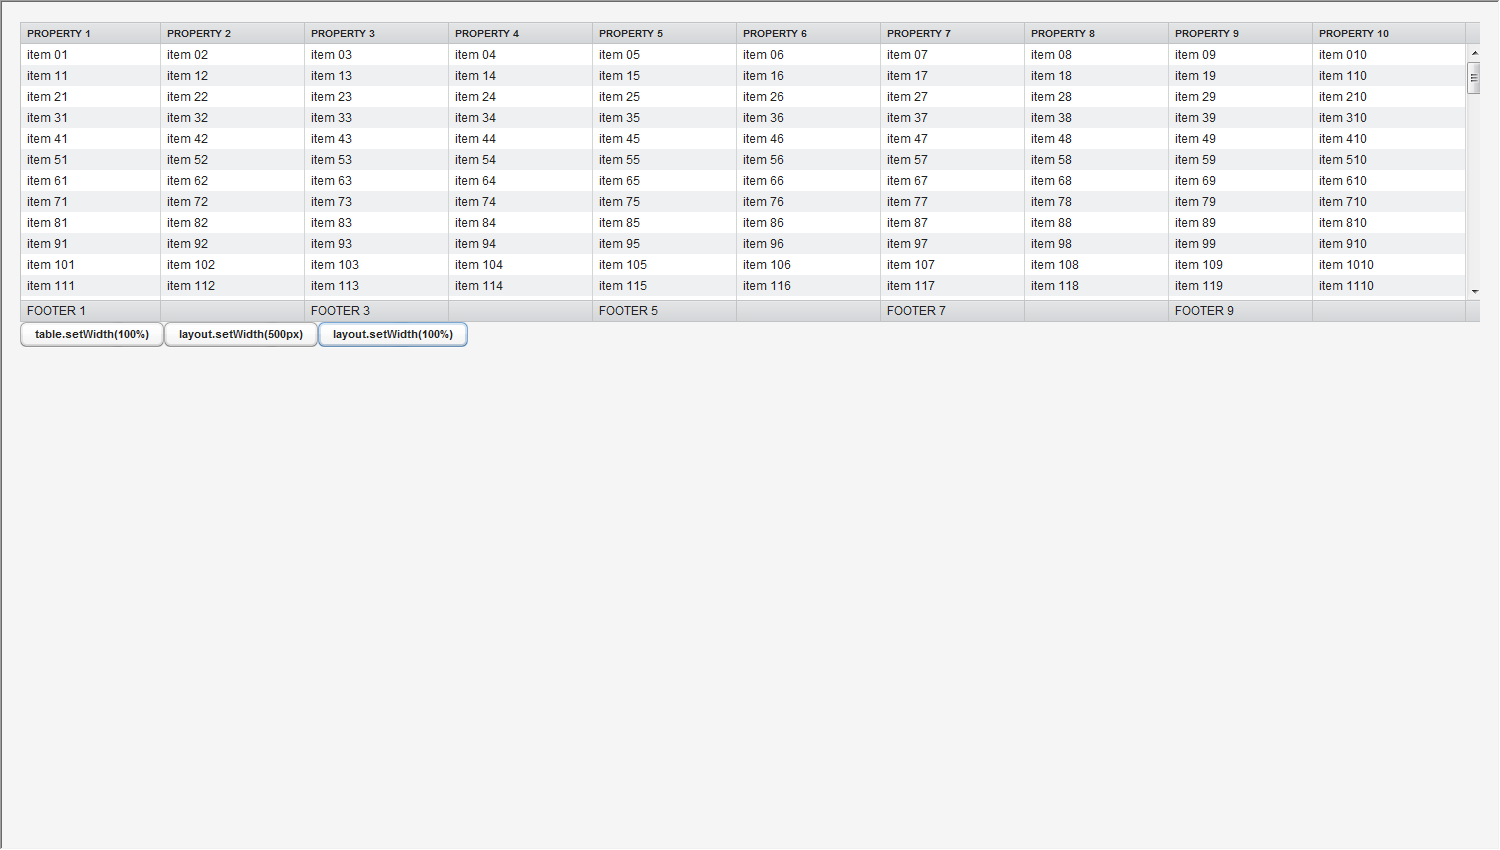 PROPERTY 1 PROPERTY 2 PROPERTY 3 PROPERTY 4 PROPERTY 5 PROPERTY 6 PROPERTY 7 PROPERTY 8 PROPERTY 9 PROPERTY 10
item 01 item 02 item 03 item 04 item 05 item 06 item 07 item 08 item 09 item 010
item 11 item 12 item 13 item 14 item 15 item 16 item 17 item 18 item 19 item 110
item 21 item 22 item 23 item 24 item 25 item 26 item 27 item 28 item 29 item 210
item 31 item 32 item 33 item 34 item 35 item 36 item 37 item 38 item 39 item 310
item 41 item 42 item 43 item 44 item 45 item 46 item 47 item 48 item 49 item 410
item 51 item 52 item 53 item 54 item 55 item 56 item 57 item 58 item 59 item 510
item 61 item 62 item 63 item 64 item 65 item 66 item 67 item 68 item 69 item 610
item 71 item 72 item 73 item 74 item 75 item 76 item 77 item 78 item 79 item 710
item 81 item 82 item 83 item 84 item 85 item 86 item 87 item 88 item 89 item 810
item 91 item 92 item 93 item 94 item 95 item 96 item 97 item 98 item 99 item 910
item 101 item 102 item 103 item 104 item 105 item 106 item 107 item 108 item 109 item 1010
item 111 item 112 item 113 item 114 item 115 item 116 item 117 item 118 item 119 item 1110
FOOTER 1 FOOTER 3 FOOTER 5 FOOTER 7 FOOTER 9
table.setWidth(100%) layout.setWidth(500px) layout.setWidth(100%)